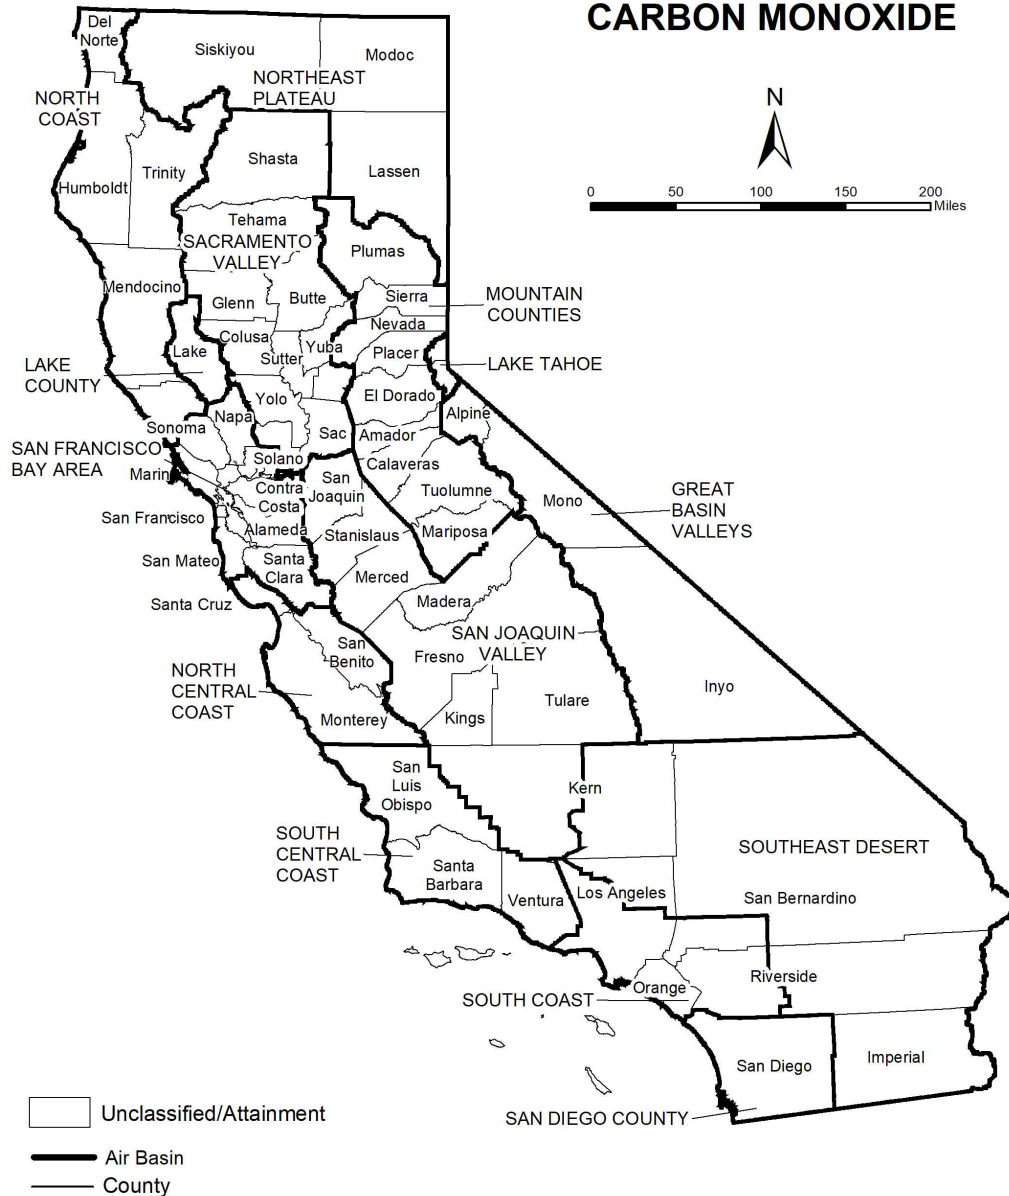 CARBON MONOXIDE
Del
Norte
Siskiyou
Modoc
NORTHEAST
PLATEAU
NORTH
COAST
N
Shasta
Trinity
Lassen
Humboldt
0 50 100 150 200
Miles
Tehama
SACRAMENTO
VALLEY
Plumas
Mendocino
Glenn
Butte
Sierra
MOUNTAIN
COUNTIES
Nevada
Colusa
Yuba
Sutter
Lake
Placer
LAKE TAHOE
LAKE
COUNTY
El Dorado
Yolo
Napa
Alpine
Sonoma
Sac
Amador
SAN FRANCISCO
BAY AREA
Solano
Calaveras
Marin
San
Joaquin
Contra
Costa
Tuolumne
Mono
GREAT
BASIN
VALLEYS
San Francisco
Alameda
Stanislaus
Mariposa
San Mateo
Santa
Clara
Merced
Santa Cruz
Madera
SAN JOAQUIN
VALLEY
San
Benito
Fresno
NORTH
CENTRAL
COAST
Inyo
Tulare
Monterey
Kings
San
Luis
Obispo
Kern
SOUTH
CENTRAL
COAST
SOUTHEAST DESERT
Santa
Barbara
Ventura
Los Angeles
San Bernardino
Riverside
Orange
SOUTH COAST
San Diego
Imperial
SAN DIEGO COUNTY
Unclassified/Attainment
Air Basin
County